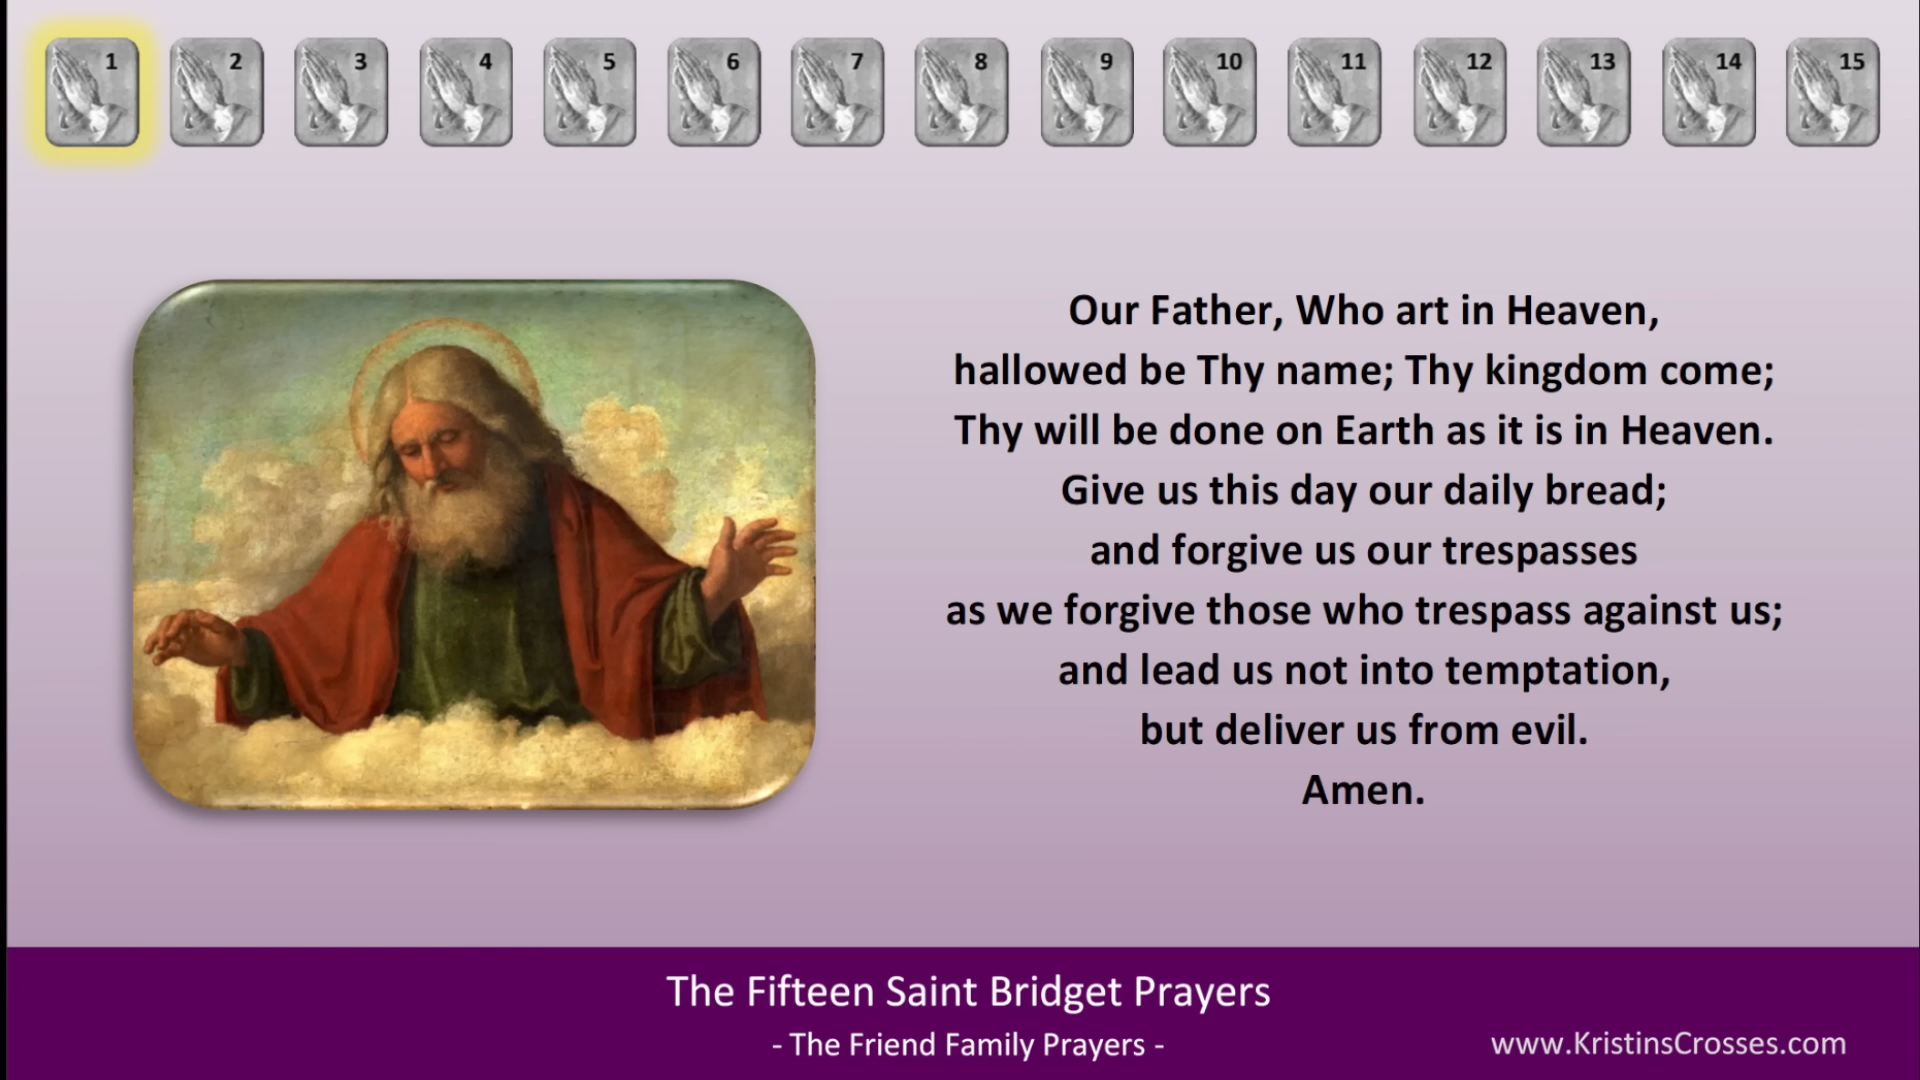 1 2 3 4 5 6 7 8 9 10 11 12 13 14 15
Our Father, Who art in Heaven,
hallowed be Thy name; Thy kingdom come;
Thy will be done on Earth as it is in Heaven.
Give us this day our daily bread;
and forgive us our trespasses
as we forgive those who trespass against us;
and lead us not into temptation,
but deliver us from evil.
Amen.
The Fifteen Saint Bridget Prayers
- The Friend Family Prayers -
www.KristinsCrosses.com